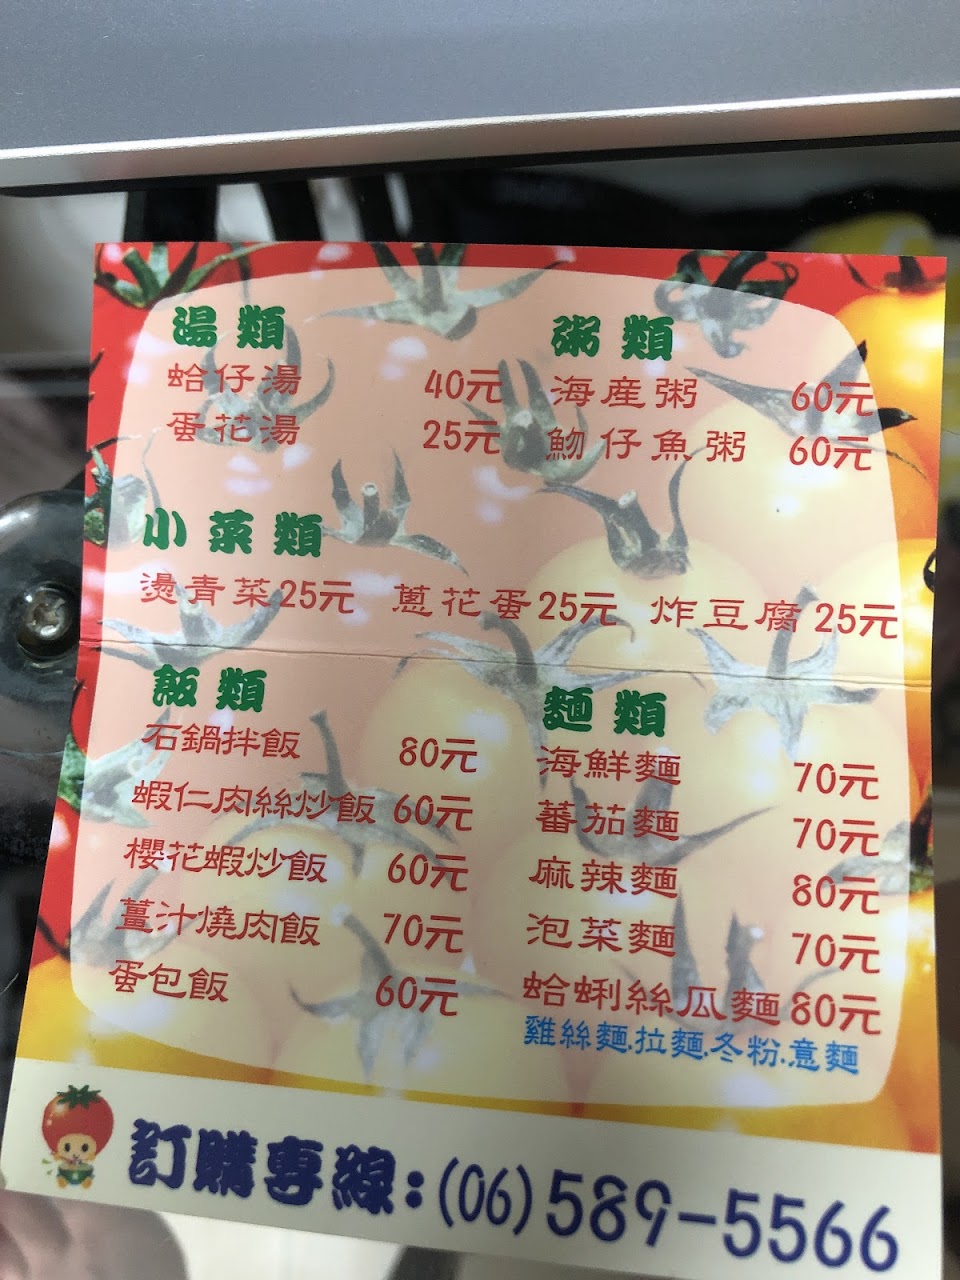 湯類
蛤仔湯 40元
蛋花湯 25元
粥類
海産粥 60元
魩仔魚粥 60元
小菜類
燙青菜25元 蔥花蛋25元 炸豆腐25元
飯類
石鍋拌飯 80元
蝦仁肉絲炒飯 60元
櫻花蝦炒飯 60元
薑汁燒肉飯 70元
蛋包飯 60元
麵類
海鮮麵 70元
蕃茄麵 70元
麻辣麵 80元
泡菜麵 70元
蛤蜊絲瓜麵 80元
雞絲麵.拉麵.冬粉.意麵
訂購專線:(06)589-5566